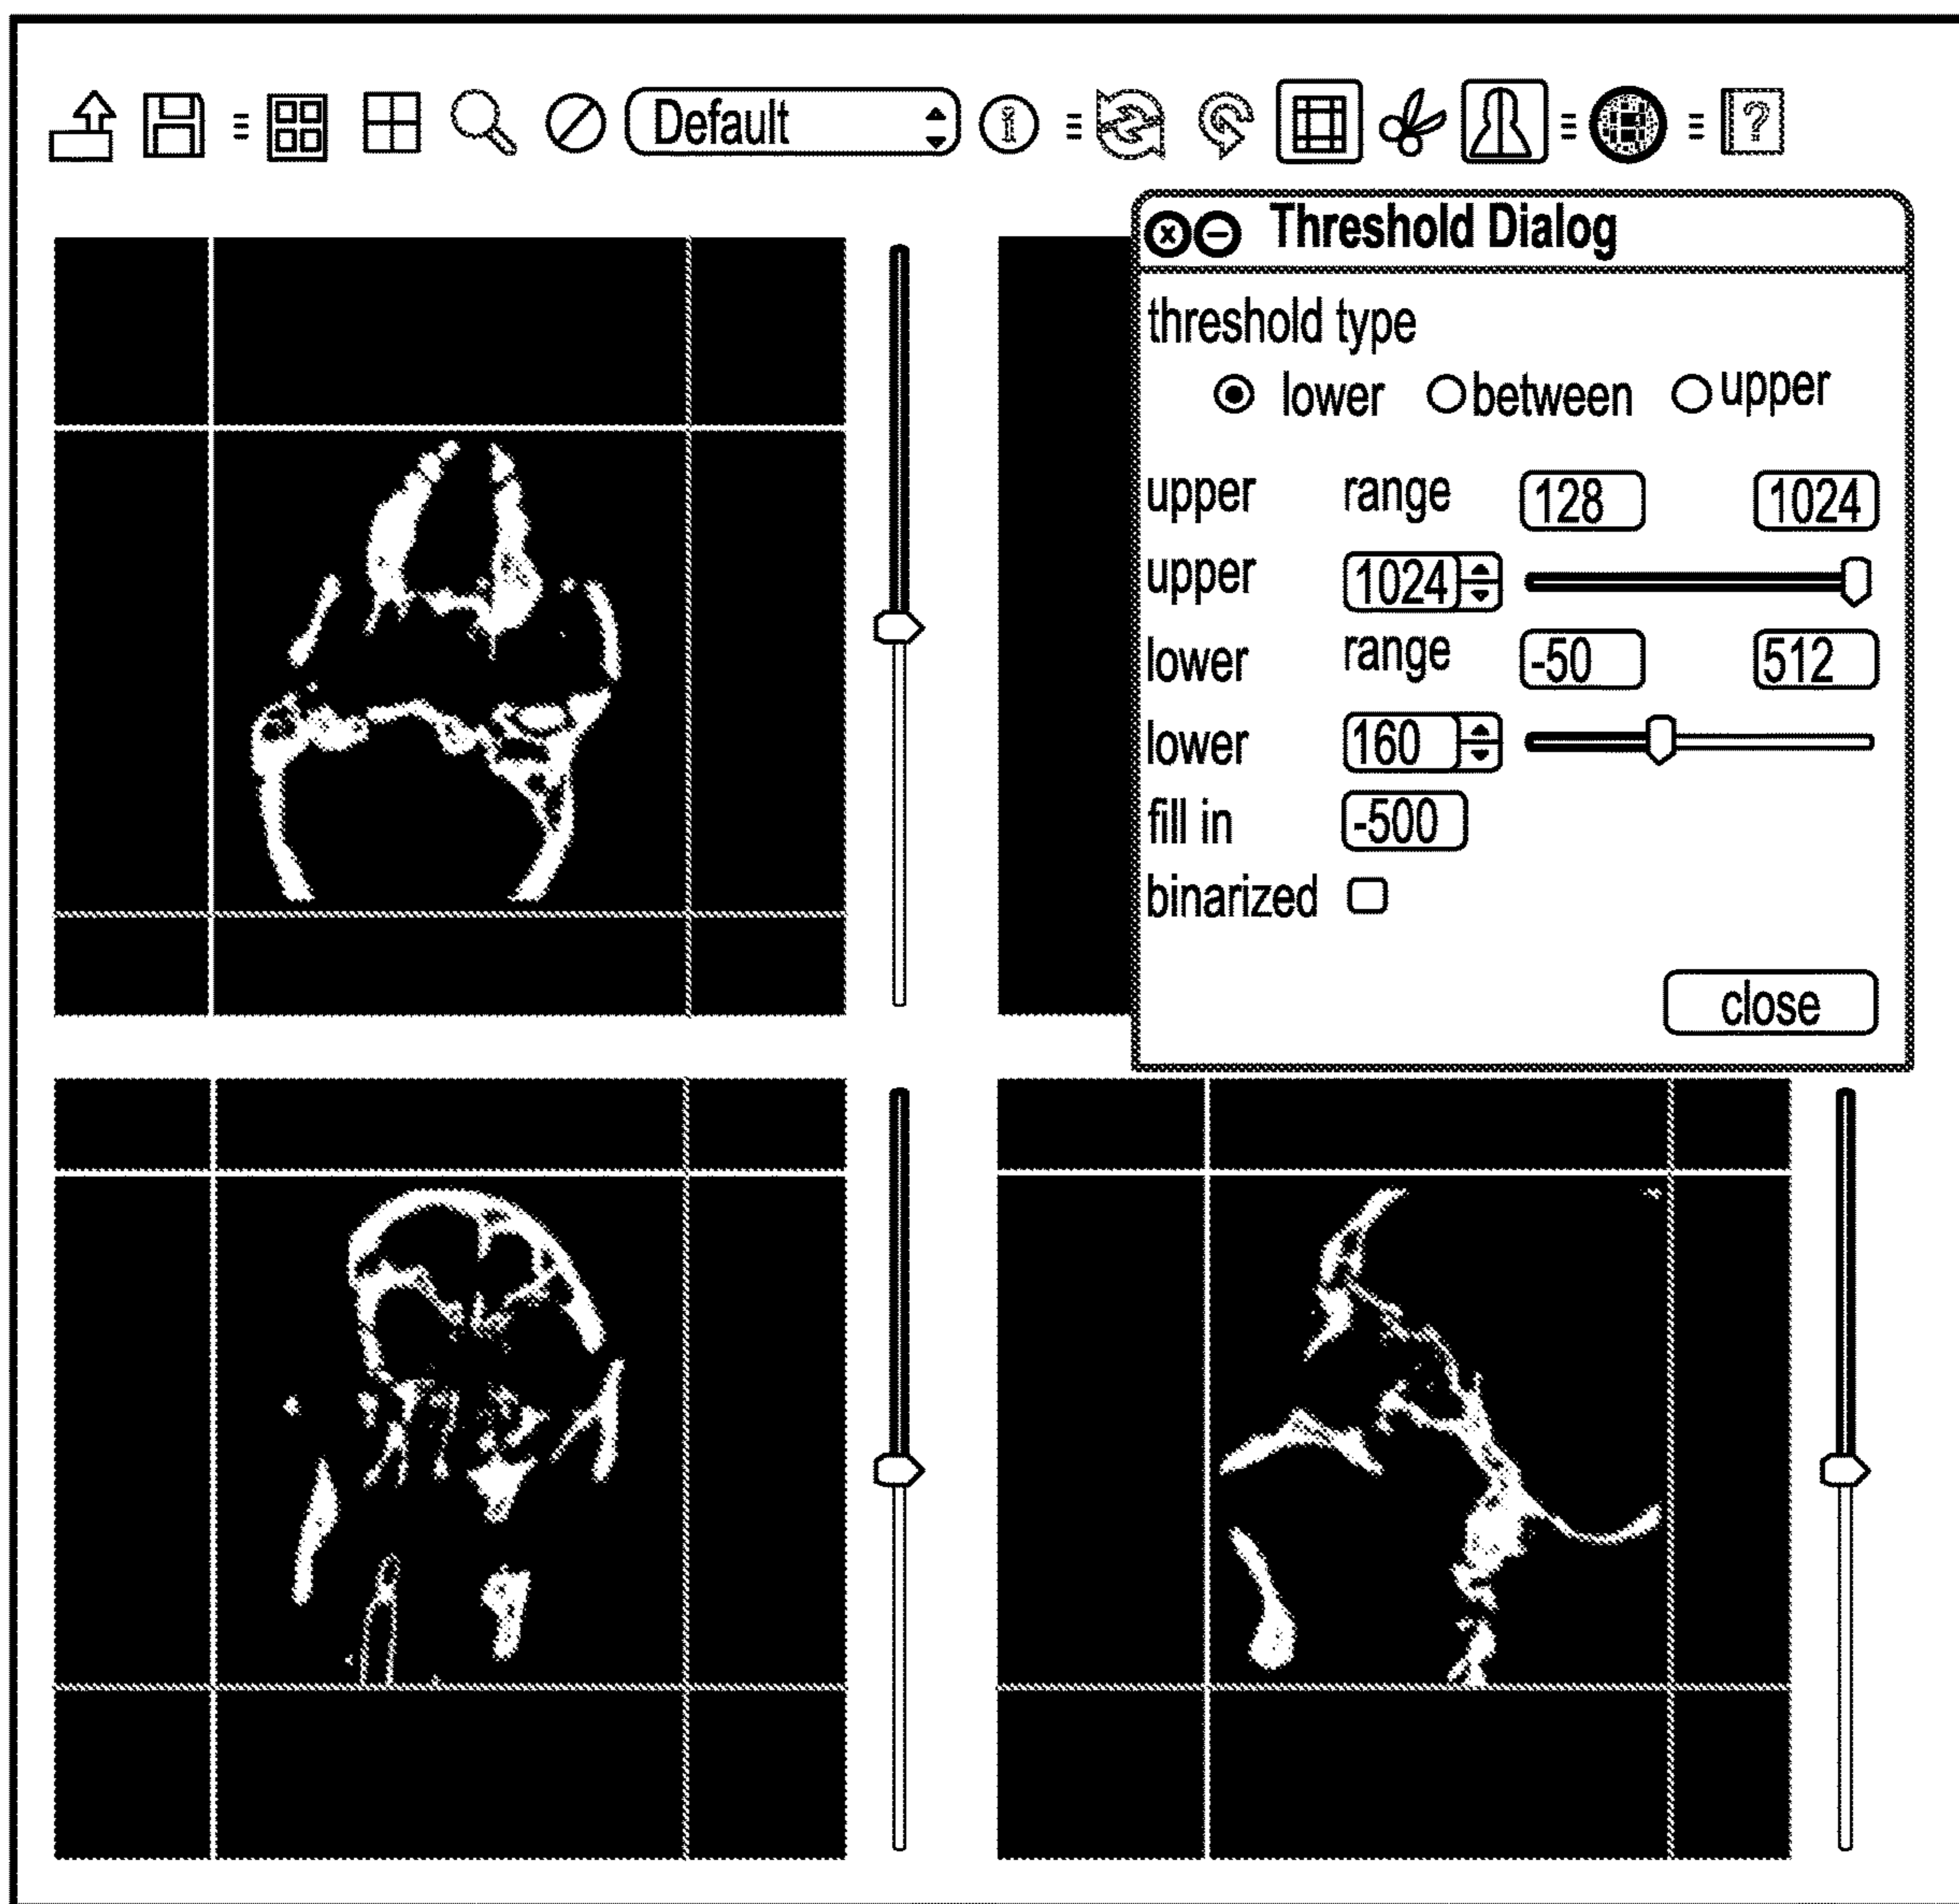 Default
i
?
Threshold Dialog
threshold type
lower between upper
upper range 128 1024
upper 1024
lower range -50 512
lower 160
fill in -500
binarized
close